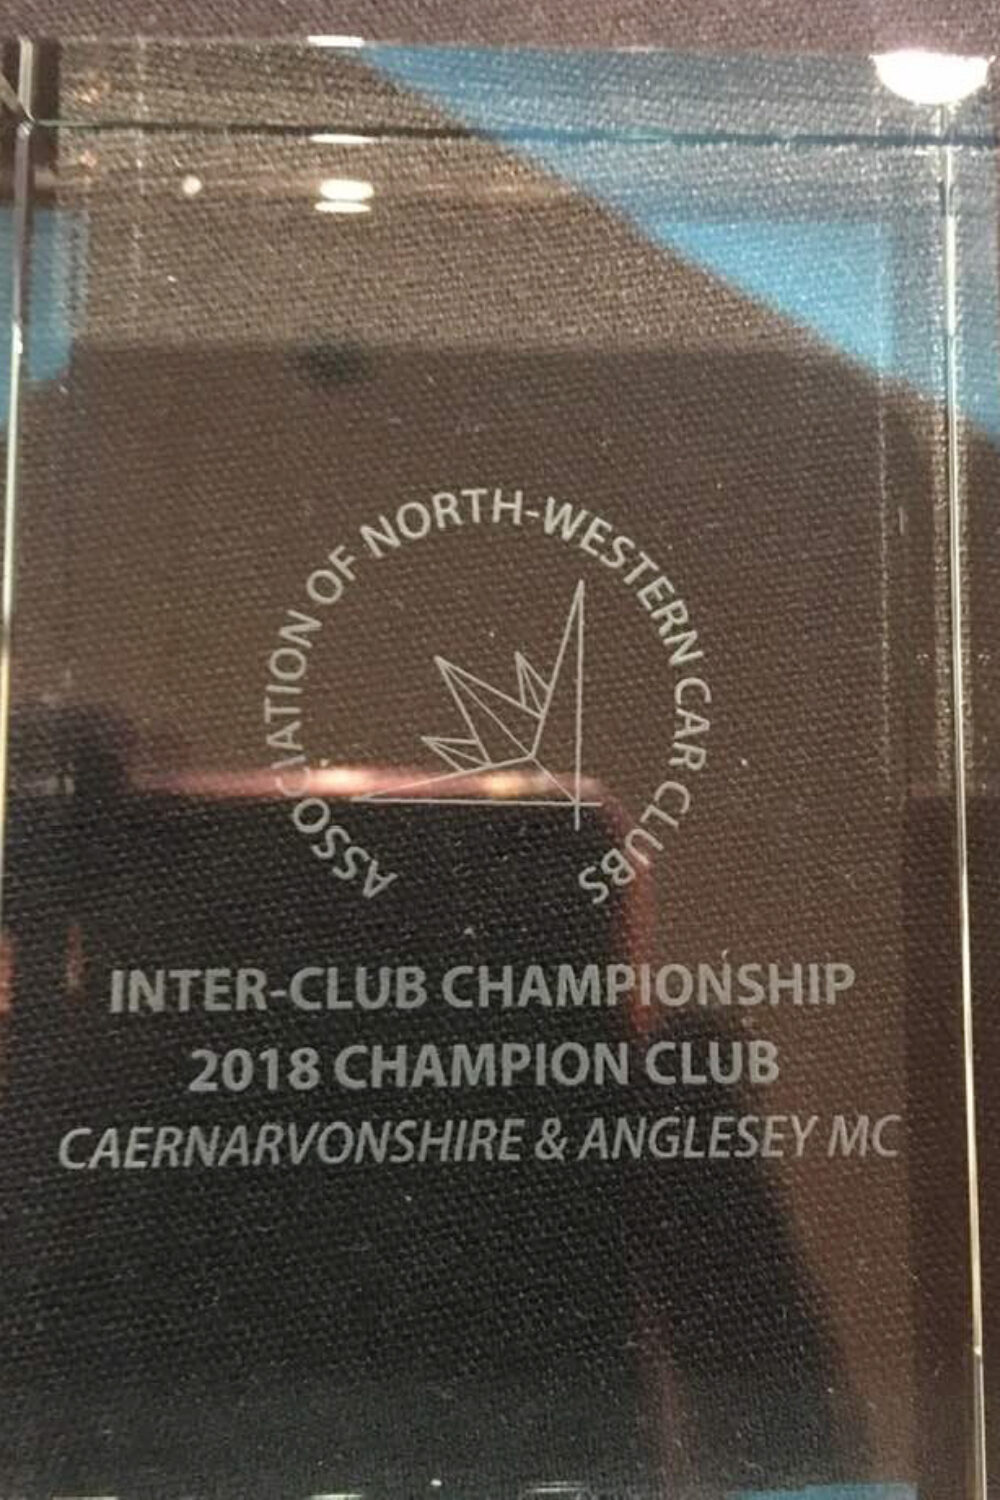 ASSOCIATION OF NORTH-WESTERN CAR CLUBS
INTER-CLUB CHAMPIONSHIP
2018 CHAMPION CLUB
CAERNARVONSHIRE & ANGLESEY MC